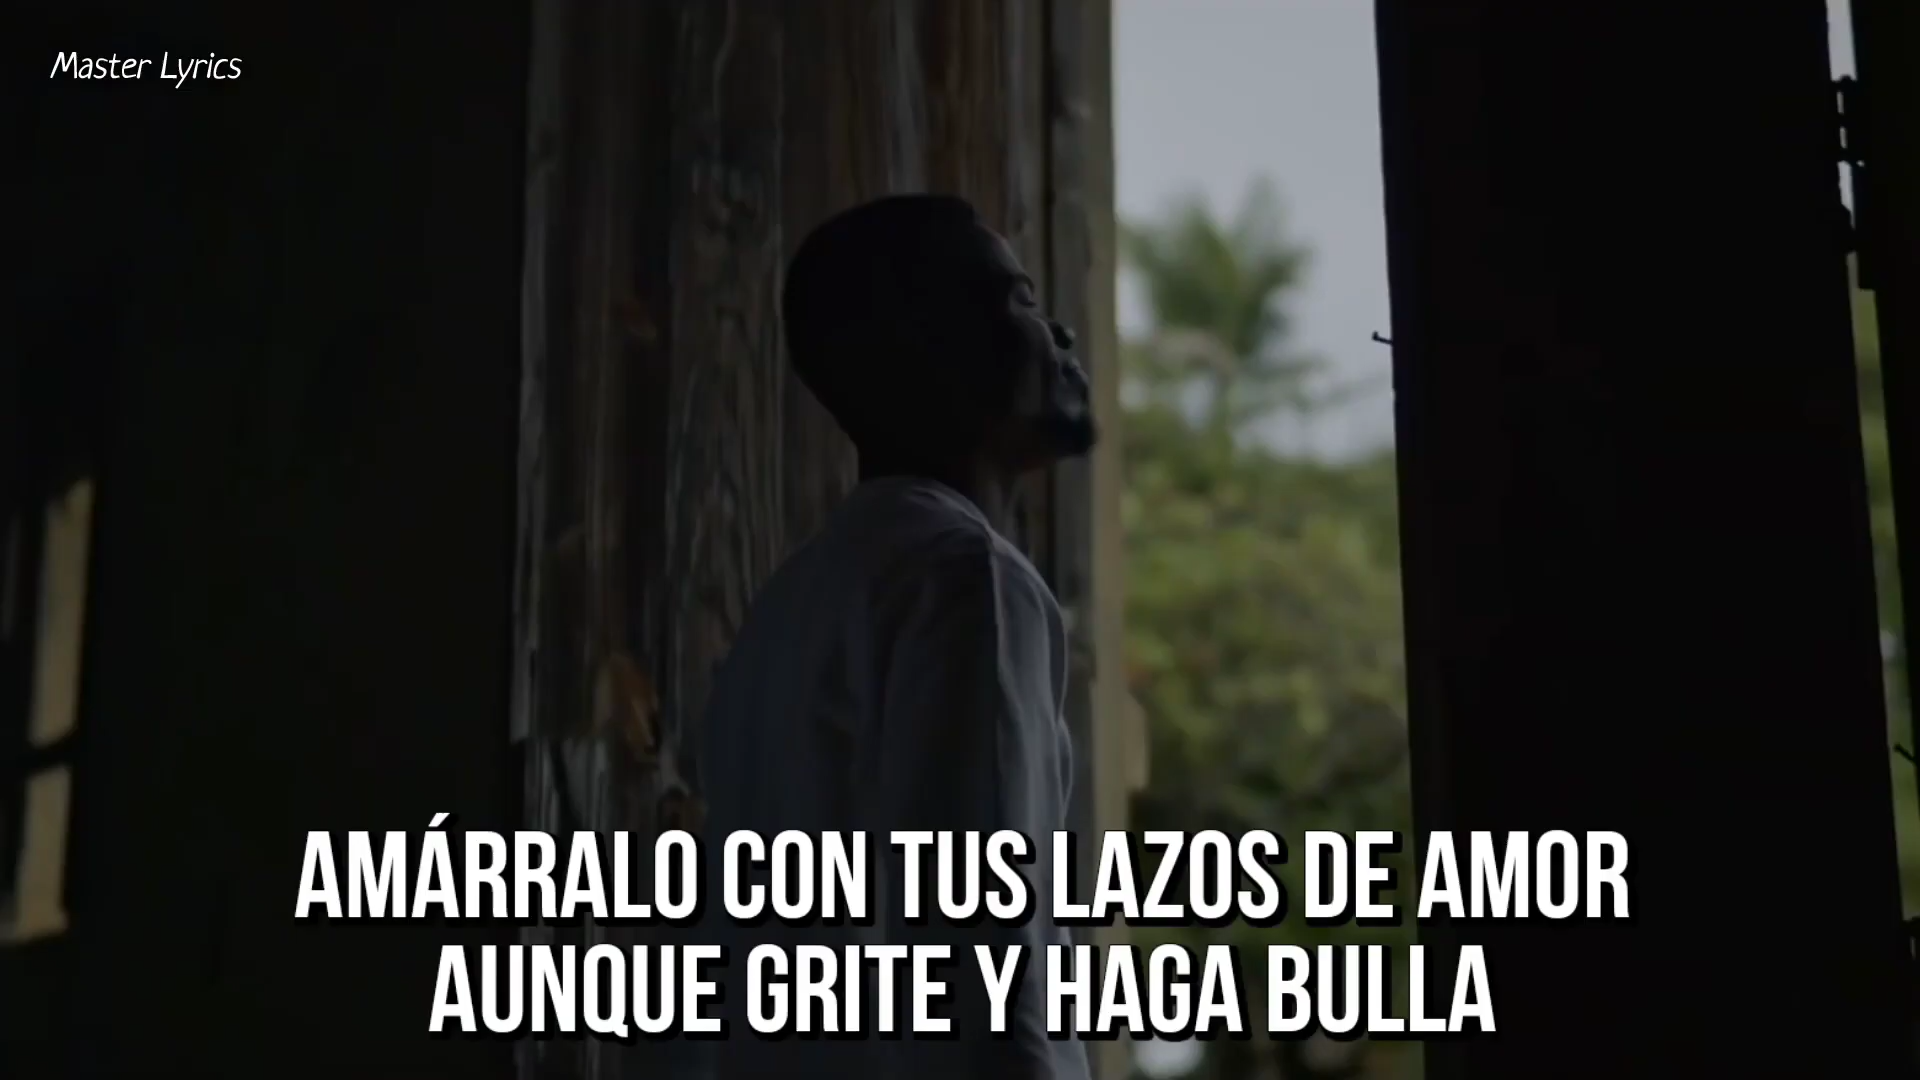 Master Lyrics
AMÁRRALO CON TUS LAZOS DE AMOR
AUNQUE GRITE Y HAGA BULLA